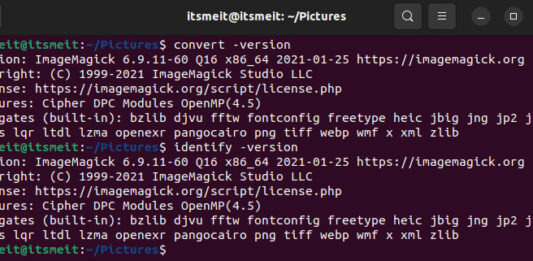 itsmeit@itsmeit: ~/Pictures
eit@itsmeit:~/Pictures$ convert -version
ion: ImageMagick 6.9.11-60 Q16 x86_64 2021-01-25 https://imagemagick.org
right: (C) 1999-2021 ImageMagick Studio LLC
nse: https://imagemagick.org/script/license.php
ures: Cipher DPC Modules OpenMP(4.5)
gates (built-in): bzlib djvu fftw fontconfig freetype heic jbig jng jp2 j
s lqr ltdl lzma openexr pangocairo png tiff webp wmf x xml zlib
eit@itsmeit:~/Pictures$ identify -version
ion: ImageMagick 6.9.11-60 Q16 x86_64 2021-01-25 https://imagemagick.org
right: (C) 1999-2021 ImageMagick Studio LLC
nse: https://imagemagick.org/script/license.php
ures: Cipher DPC Modules OpenMP(4.5)
gates (built-in): bzlib djvu fftw fontconfig freetype heic jbig jng jp2 j
s lqr ltdl lzma openexr pangocairo png tiff webp wmf x xml zlib
eit@itsmeit:~/Pictures$